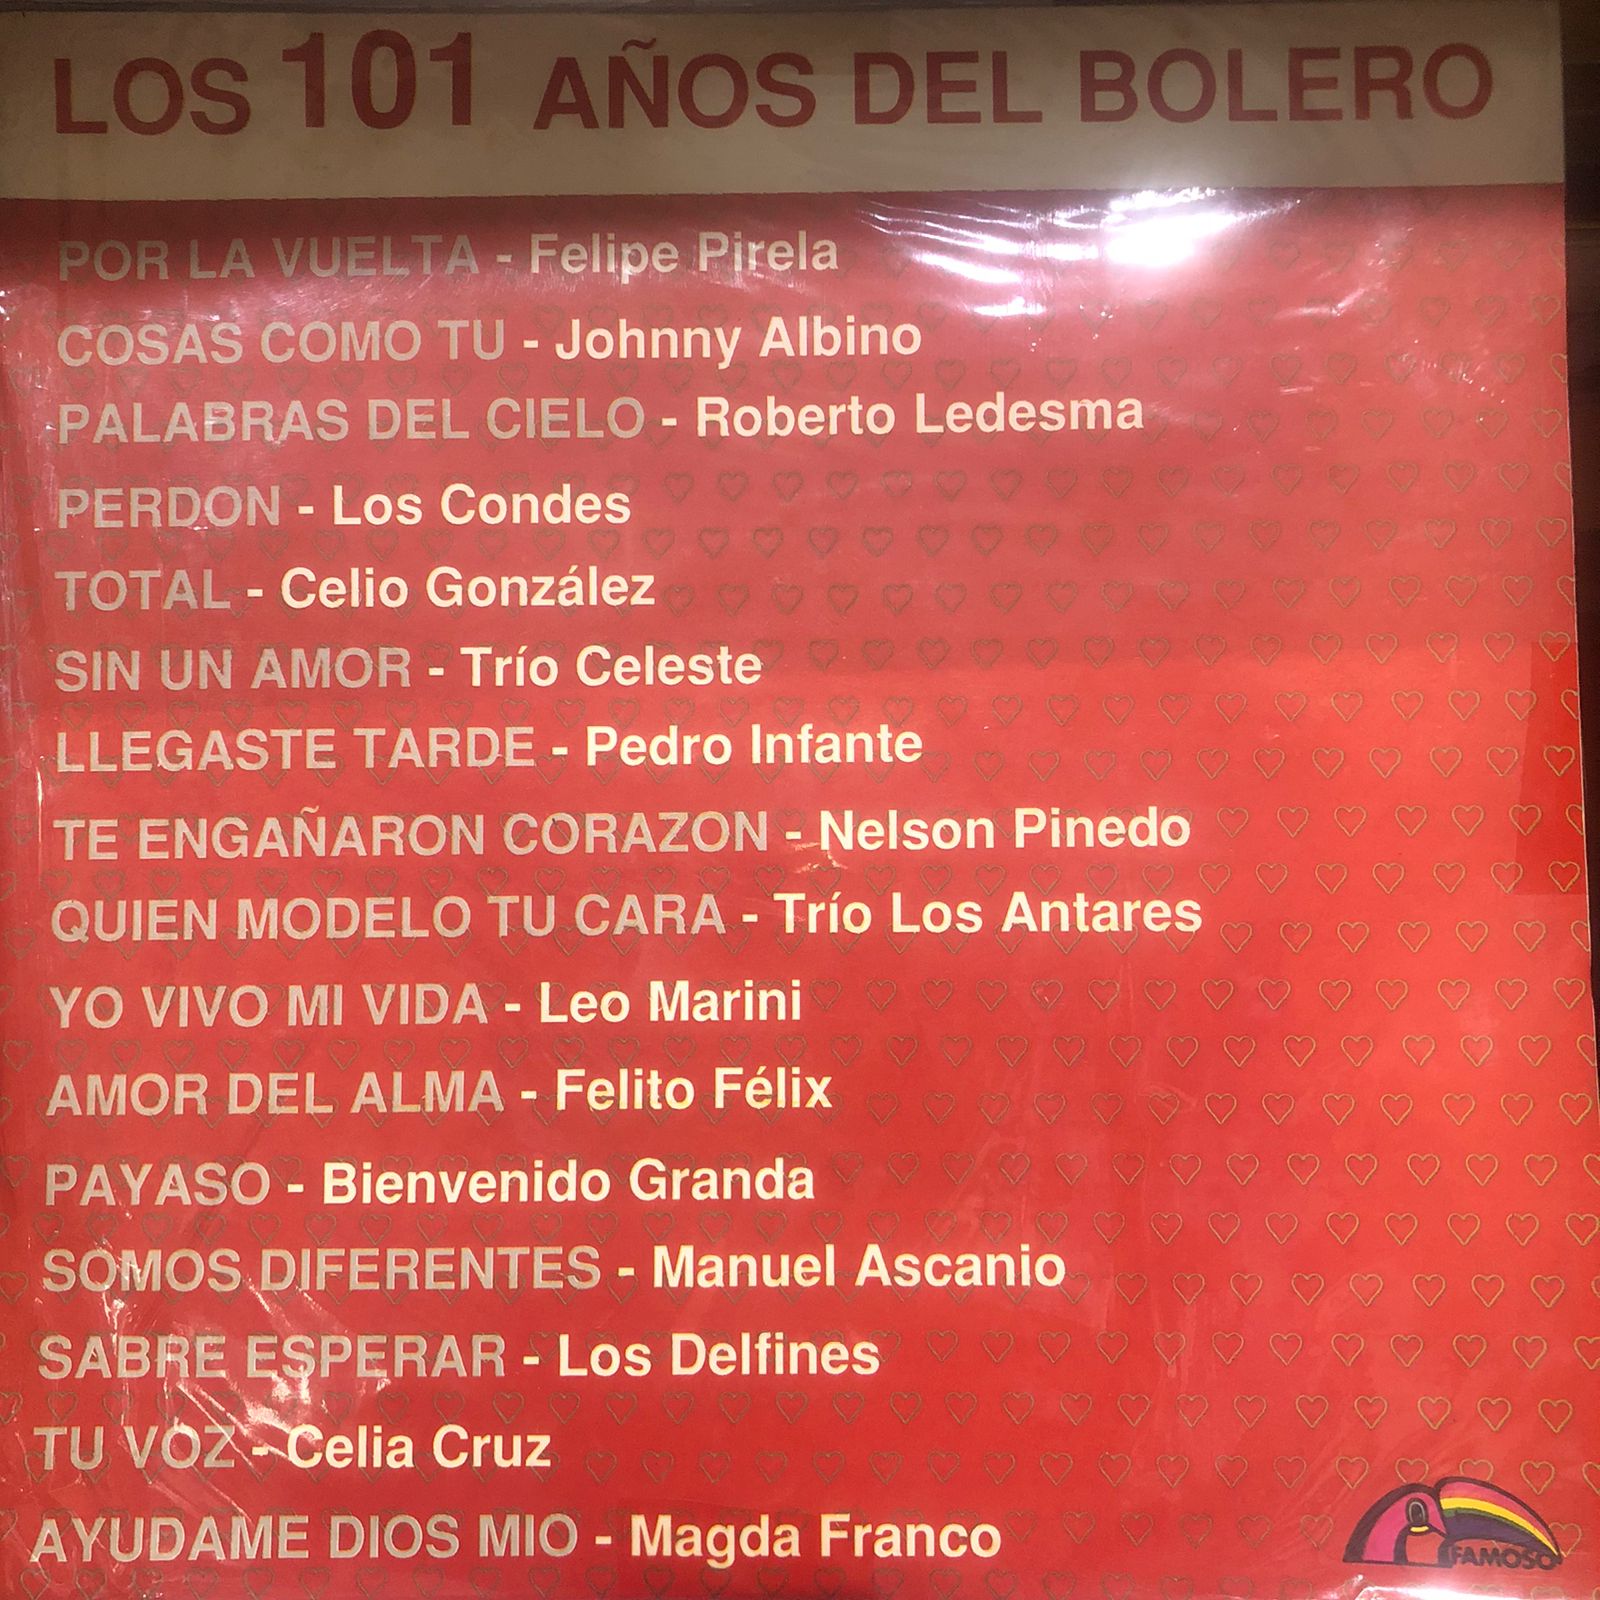 LOS 101 AÑOS DEL BOLERO
POR LA VUELTA - Felipe Pirela
COSAS COMO TU - Johnny Albino
PALABRAS DEL CIELO - Roberto Ledesma
PERDON - Los Condes
TOTAL - Celio González
SIN UN AMOR - Trío Celeste
LLEGASTE TARDE - Pedro Infante
TE ENGAÑARON CORAZON - Nelson Pinedo
QUIEN MODELO TU CARA - Trío Los Antares
YO VIVO MI VIDA - Leo Marini
AMOR DEL ALMA - Felito Félix
PAYASO - Bienvenido Granda
SOMOS DIFERENTES - Manuel Ascanio
SABRE ESPERAR - Los Delfines
TU VOZ - Celia Cruz
AYUDAME DIOS MIO - Magda Franco
FAMOSO